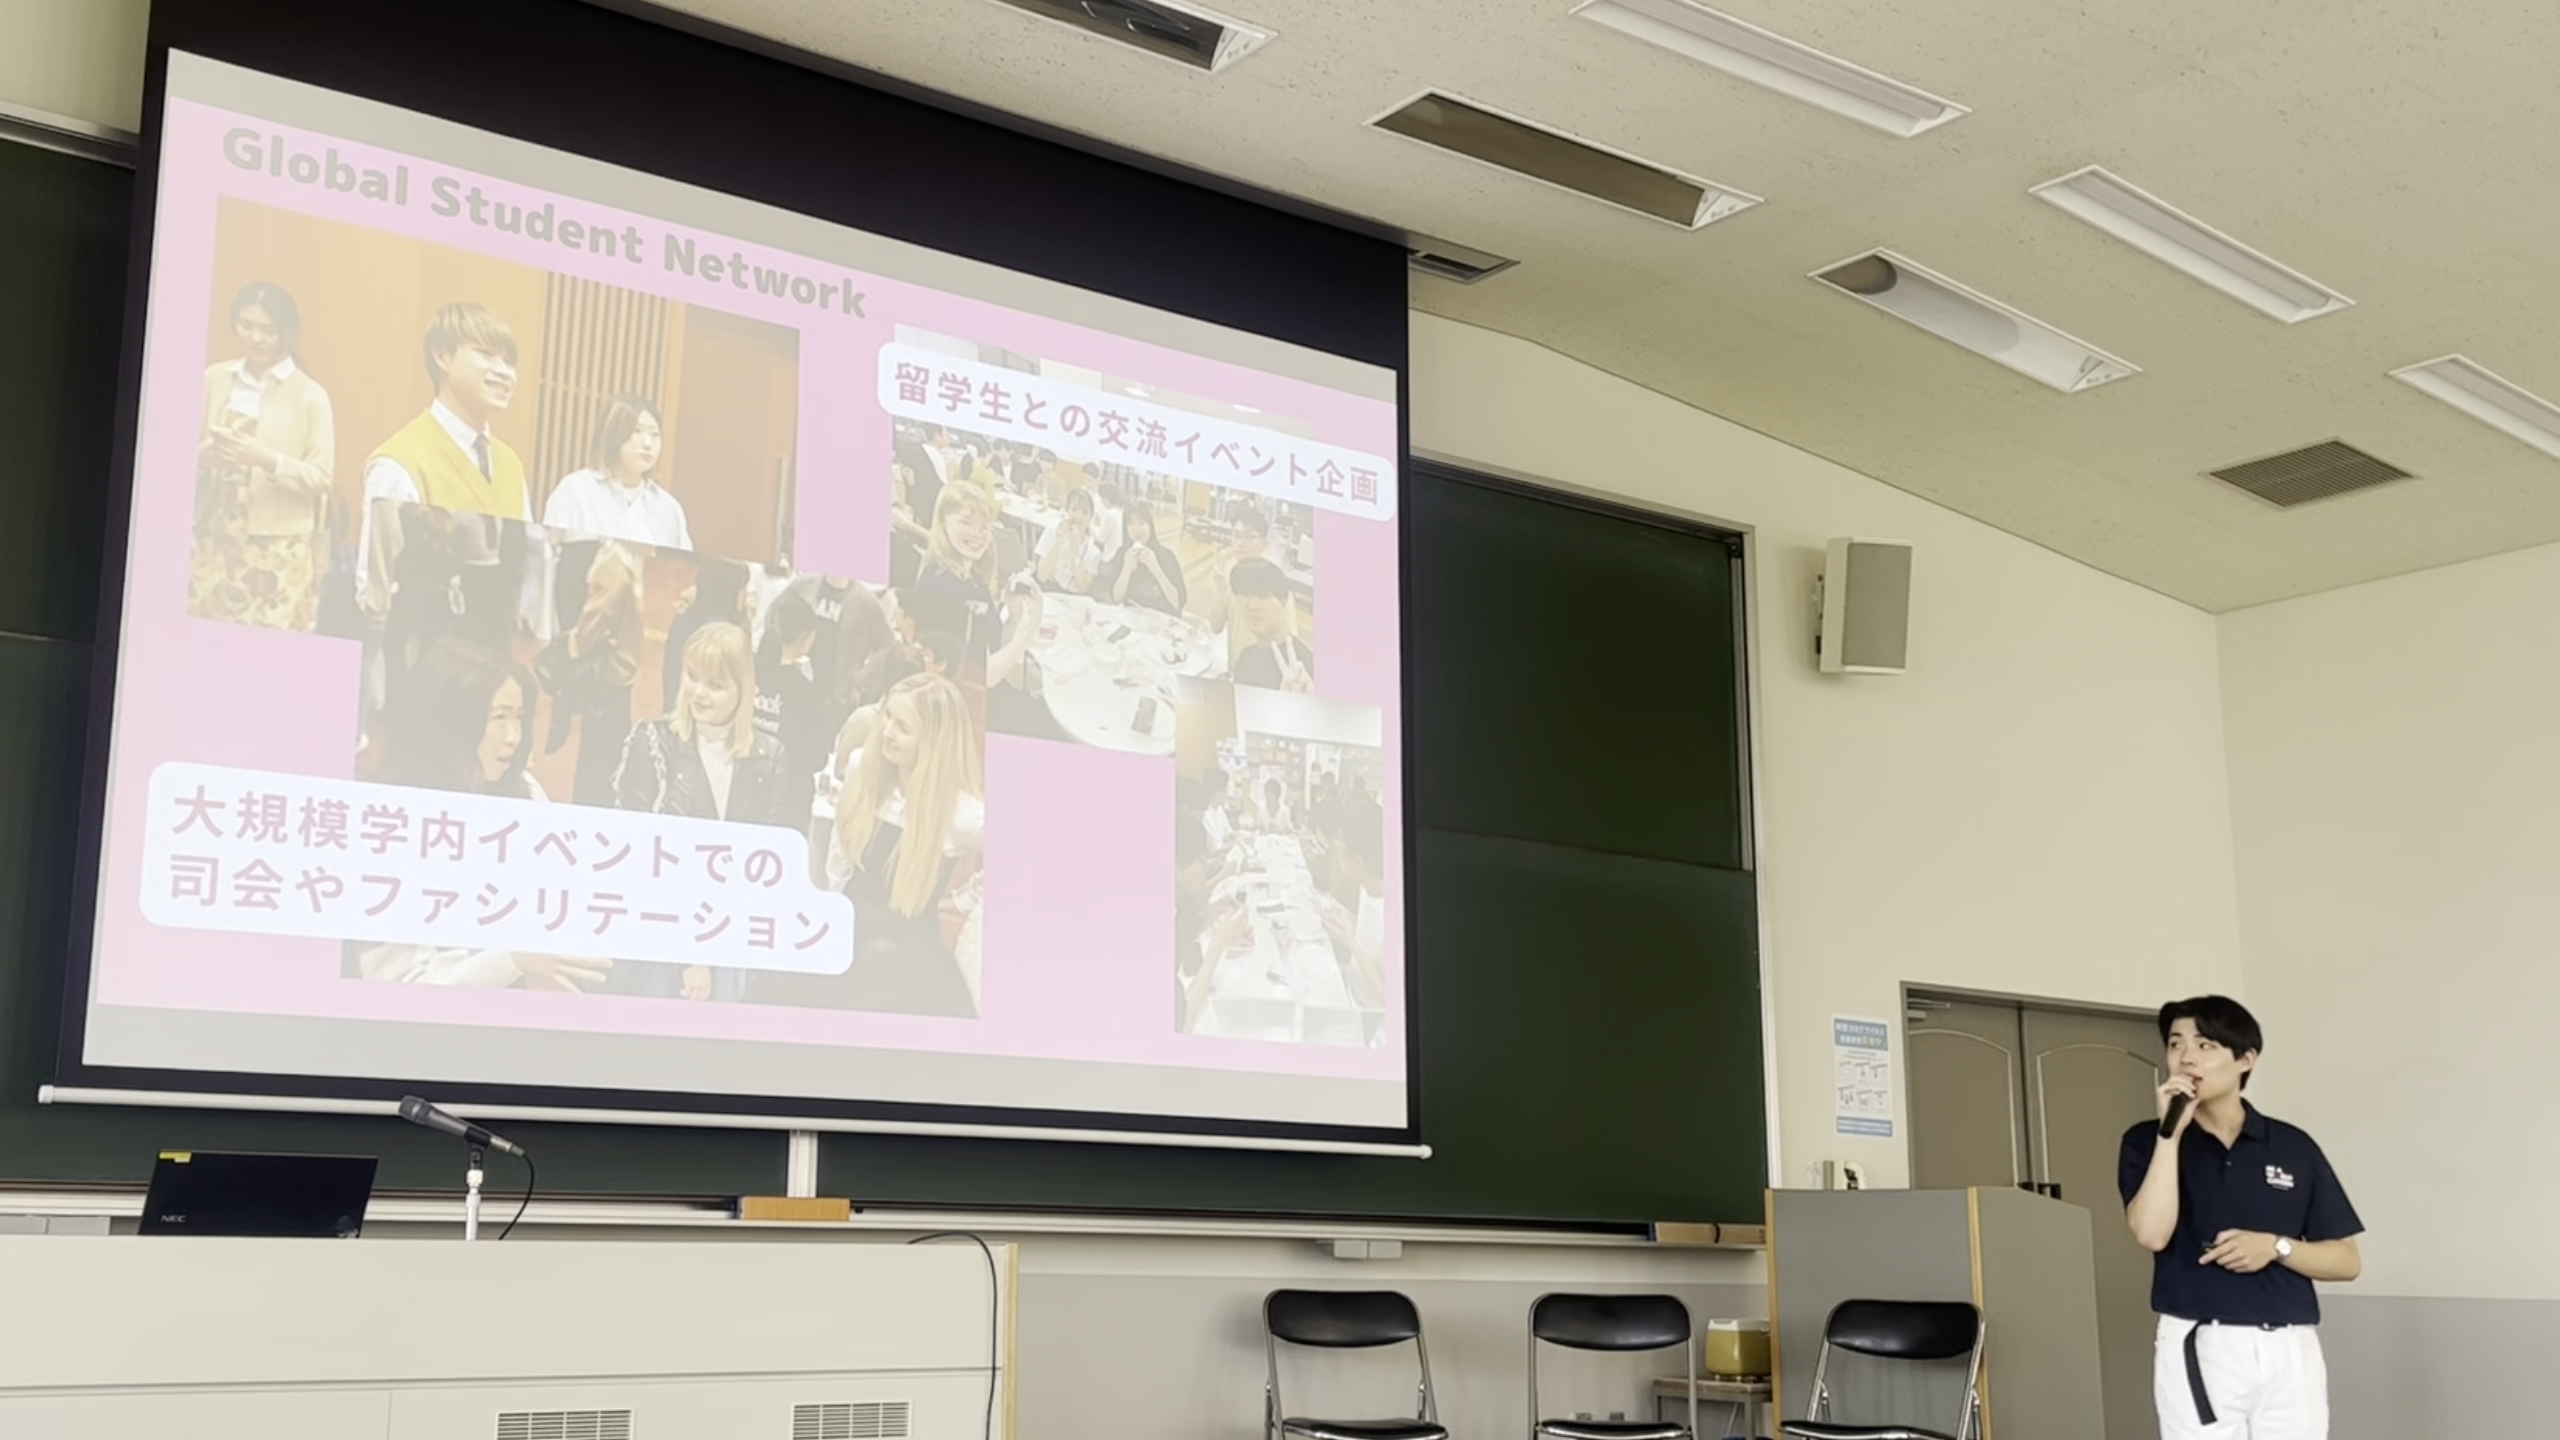 Global Student Network
留学生との交流イベント企画
大規模学内イベントでの
司会やファシリテーション
NEC